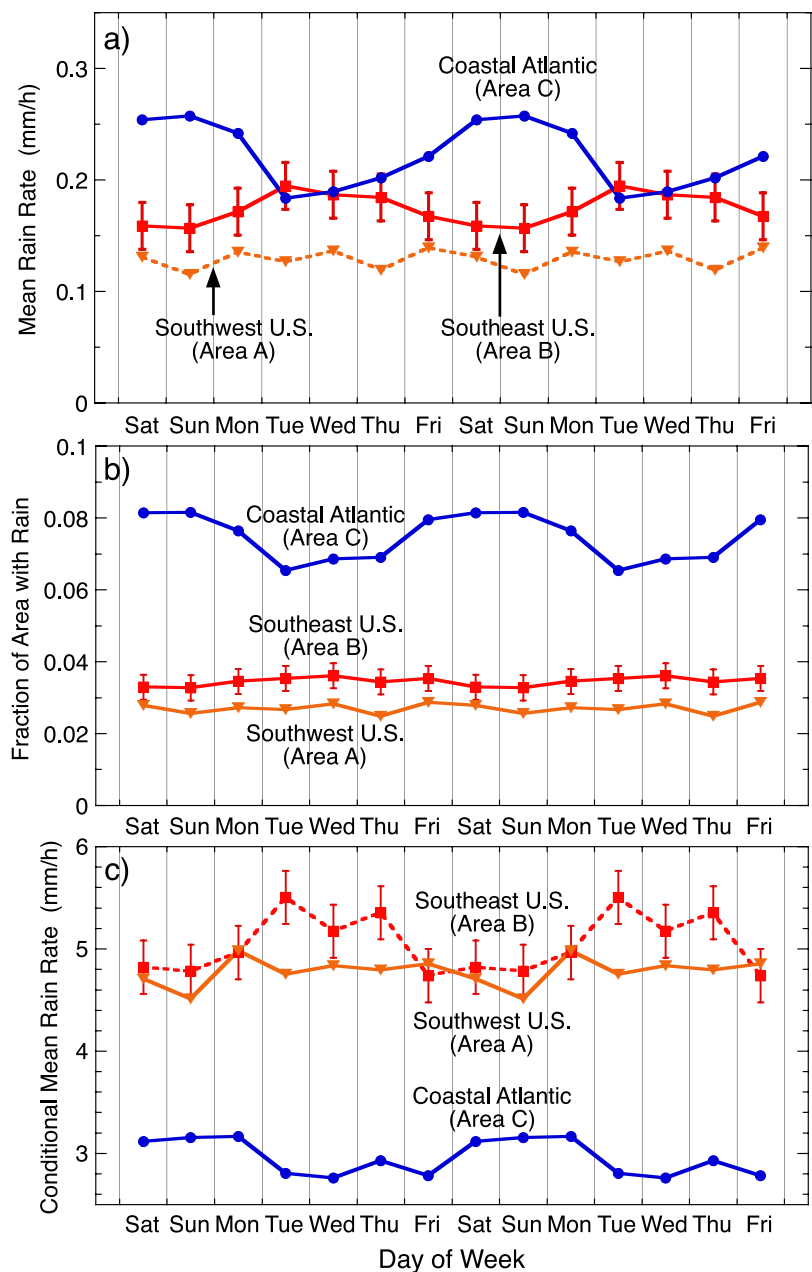 a)
0.3
Coastal Atlantic
(Area C)
Mean Rain Rate (mm/h)
0.2
0.1
Southwest U.S.
(Area A)
Southeast U.S.
(Area B)
0
Sat Sun Mon Tue Wed Thu Fri Sat Sun Mon Tue Wed Thu Fri
0.1
b)
0.08
Coastal Atlantic
(Area C)
Fraction of Area with Rain
0.06
Southeast U.S.
(Area B)
0.04
0.02
Southwest U.S.
(Area A)
0
Sat Sun Mon Tue Wed Thu Fri Sat Sun Mon Tue Wed Thu Fri
6
c)
Southeast U.S.
(Area B)
Conditional Mean Rain Rate (mm/h)
5
Southwest U.S.
(Area A)
4
Coastal Atlantic
(Area C)
3
Sat Sun Mon Tue Wed Thu Fri Sat Sun Mon Tue Wed Thu Fri
Day of Week